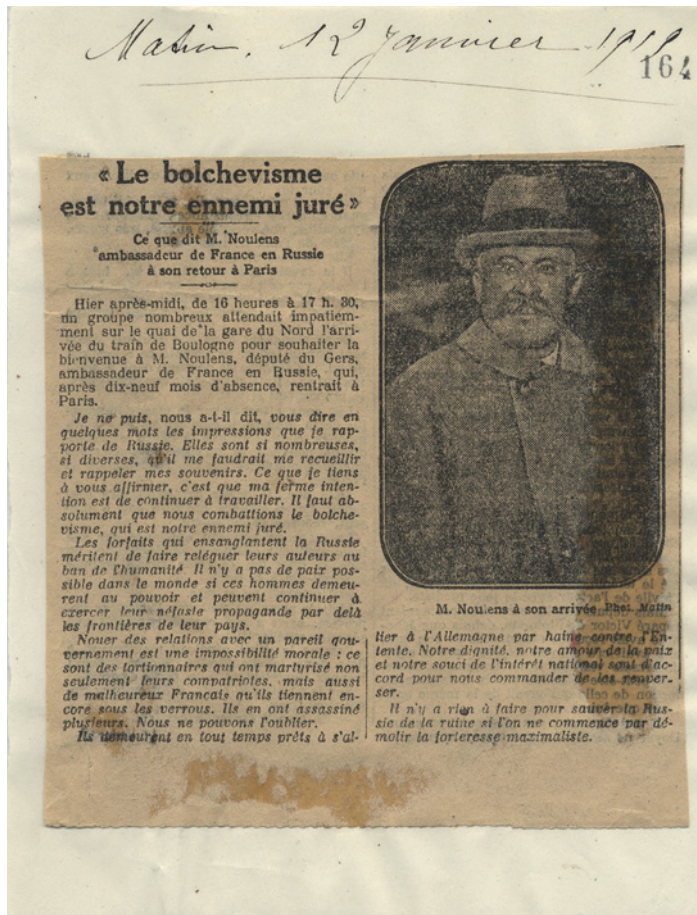 Matin. 12 Janvier 1919
164
« Le bolchevisme
est notre ennemi juré »
Ce que dit M. Noulens
ambassadeur de France en Russie
à son retour à Paris
Hier après-midi, de 16 heures à 17 h. 30,
un groupe nombreux attendait impatiem-
ment sur le quai de la gare du Nord l'arri-
vée du train de Boulogne pour souhaiter la
bienvenue à M. Noulens, député du Gers,
ambassadeur de France en Russie, qui,
après dix-neuf mois d'absence, rentrait à
Paris.
Je ne puis, nous a-t-il dit, vous dire en
quelques mots les impressions que je rap-
porte de Russie. Elles sont si nombreuses,
si diverses, qu'il me faudrait me recueillir
et rappeler mes souvenirs. Ce que je tiens
à vous affirmer, c'est que ma ferme inten-
tion est de continuer à travailler. Il faut ab-
solument que nous combattions le bolche-
visme, qui est notre ennemi juré.
Les forfaits qui ensanglantent la Russie
méritent de faire reléguer leurs auteurs au
ban de l'humanité. Il n'y a pas de paix pos-
sible dans le monde si ces hommes demeu-
rent au pouvoir et peuvent continuer à
exercer leur néfaste propagande par delà
les frontières de leur pays.
Nouer des relations avec un pareil gou-
vernement est une impossibilité morale : ce
sont des tortionnaires qui ont martyrisé non
seulement leurs compatriotes, mais aussi
de malheureux Français qu'ils tiennent en-
core sous les verrous. Ils en ont assassiné
plusieurs. Nous ne pouvons l'oublier.
Ils demeurent en tout temps prêts à s'al-
M. Noulens à son arrivée Phot. Matin
lier à l'Allemagne par haine contre l'En-
tente. Notre dignité, notre amour de la paix
et notre souci de l'intérêt national sont d'ac-
cord pour nous commander de les renver-
ser.
Il n'y a rien à faire pour sauver la Rus-
sie de la ruine si l'on ne commence par dé-
molir la forteresse maximaliste.